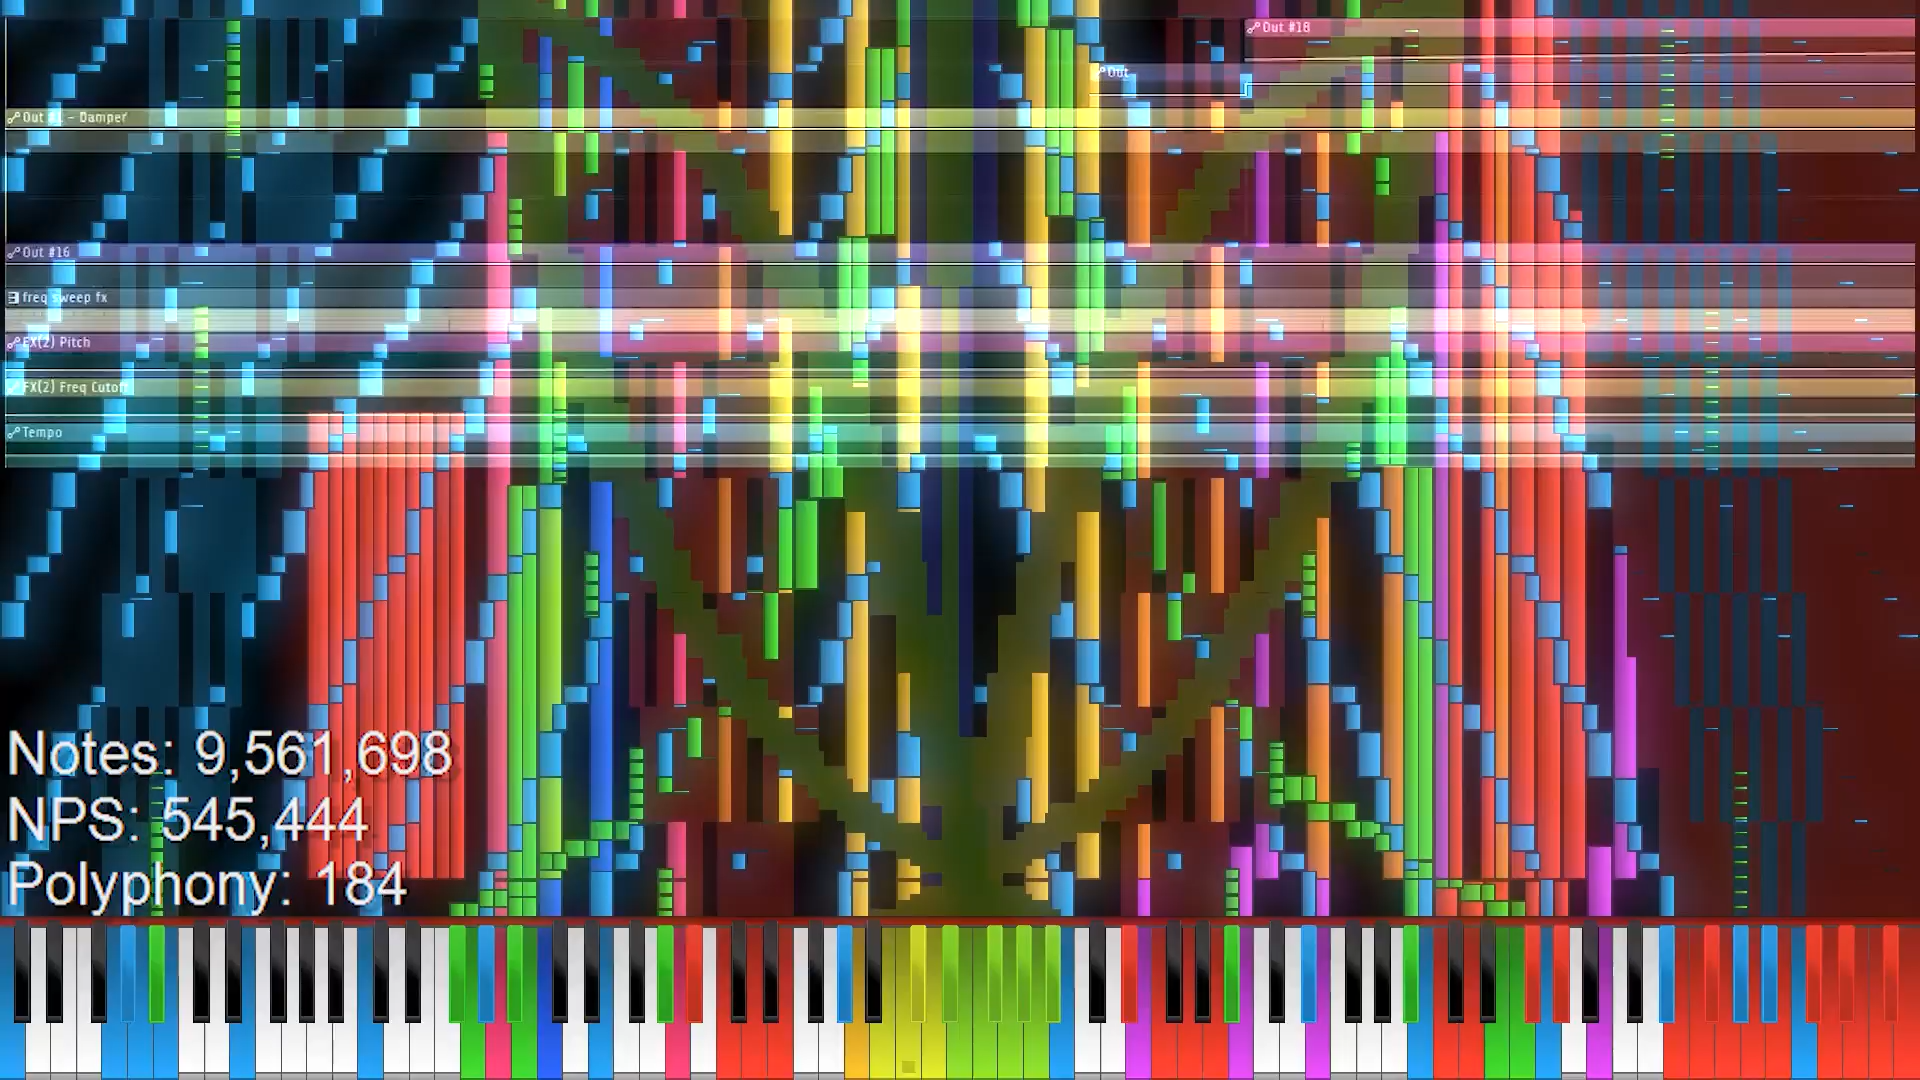 Out #18
Out
Out #1 - Damper
Out #16
freq sweep fx
FX(2) Pitch
FX(2) Freq Cutoff
Tempo
Notes: 9,561,698
NPS: 545,444
Polyphony: 184